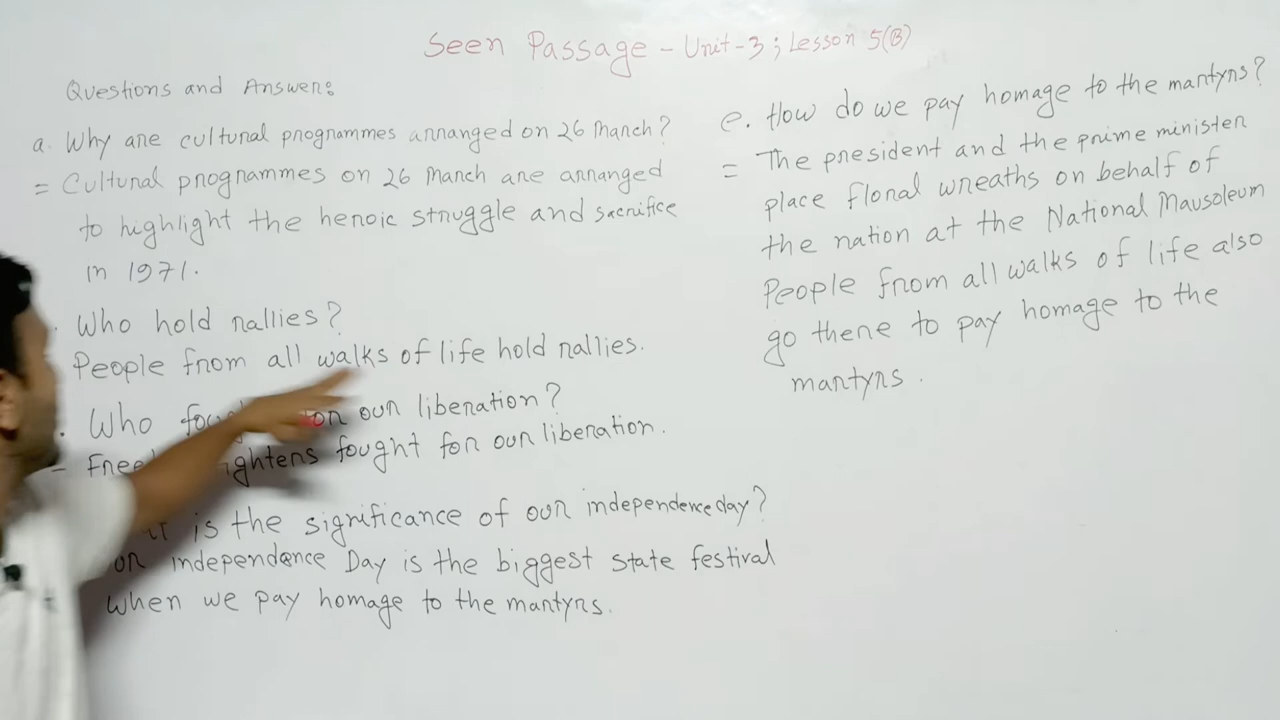 Seen Passage - Unit-3; Lesson 5(B)
Questions and Answer:
a. Why are cultural programmes arranged on 26 March?
= Cultural programmes on 26 March are arranged
to highlight the heroic struggle and sacrifice
in 1971.
Who hold rallies?
People from all walks of life hold rallies.
Who for our liberation?
- fought for our liberation.
is the significance of our independence day?
independence Day is the biggest state festival
when we pay homage to the martyrs.
e. How do we pay homage to the martyrs?
= The president and the prime minister
place floral wreaths on behalf of
the nation at the National Mausoleum
People from all walks of life also
go there to pay homage to the
martyrs.